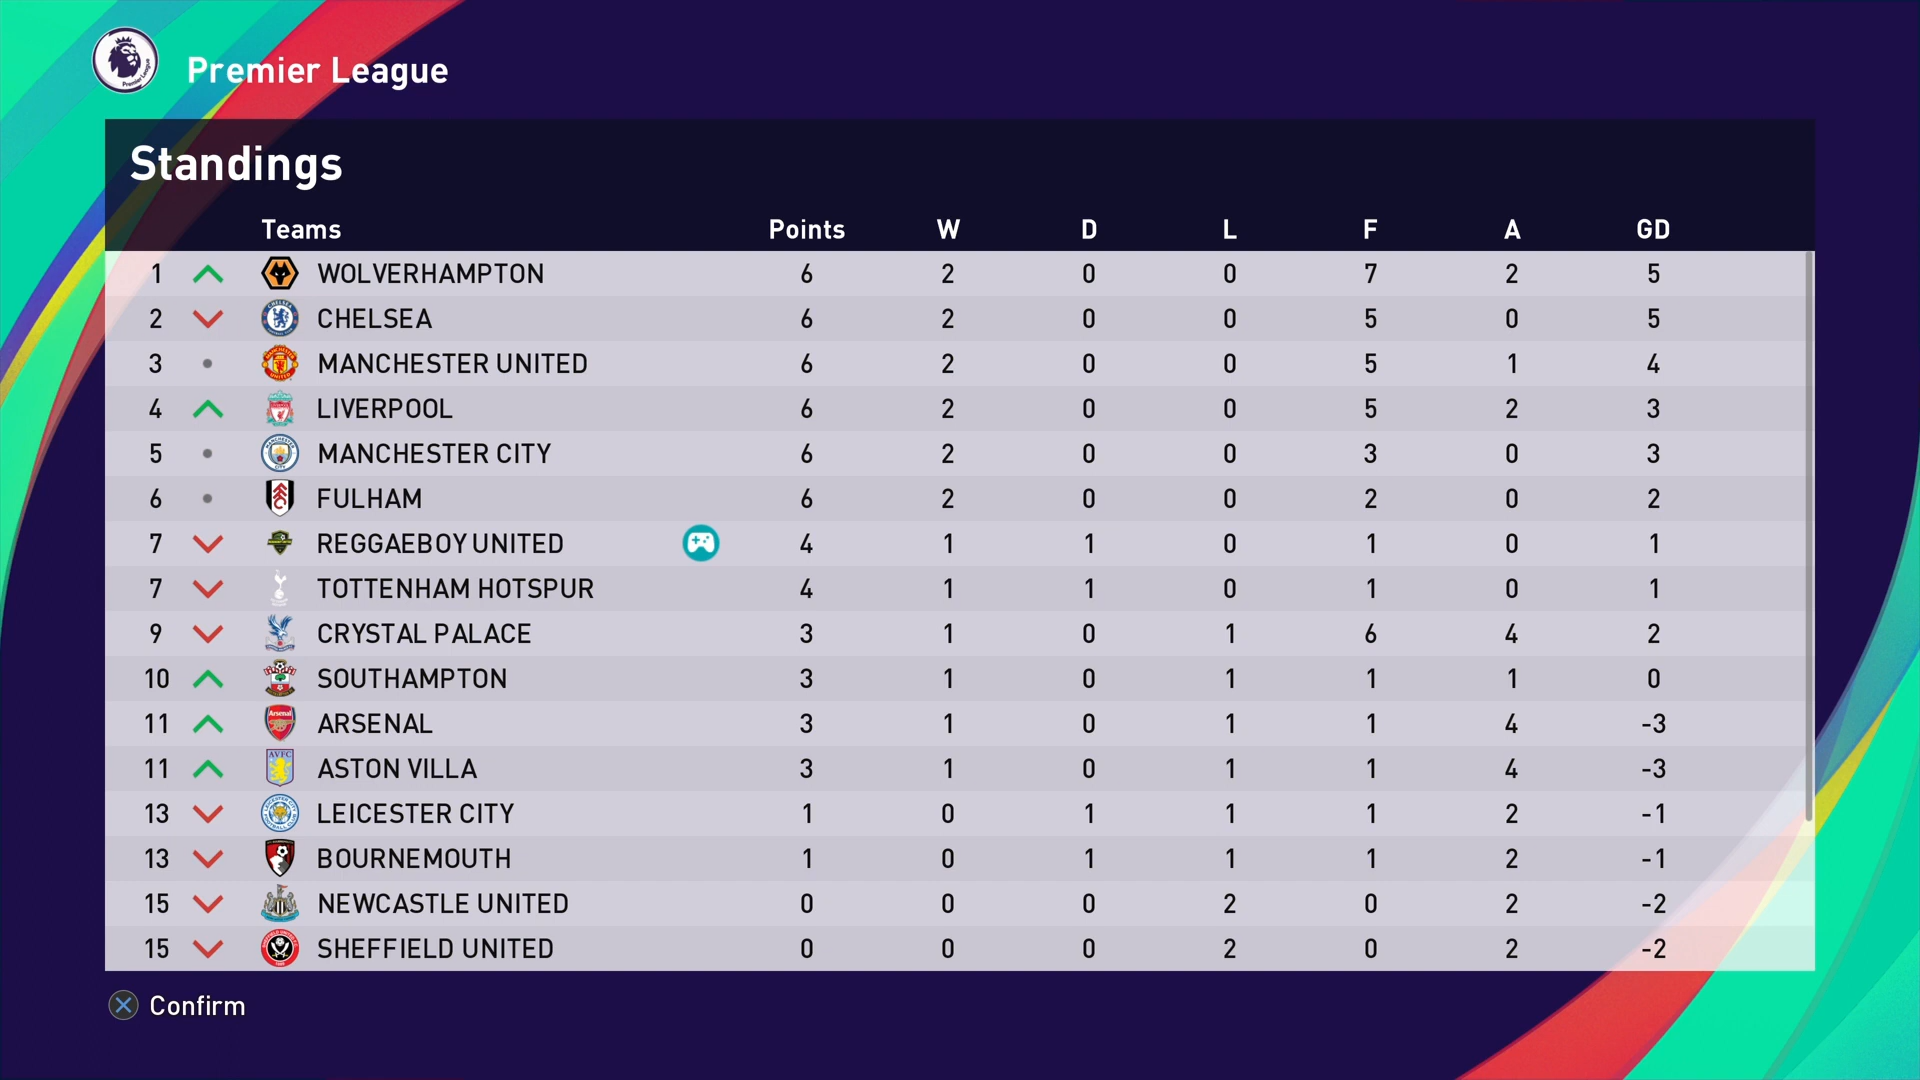 Premier League
Standings
Teams Points W D L F A GD
1 WOLVERHAMPTON 6 2 0 0 7 2 5
2 CHELSEA 6 2 0 0 5 0 5
3 MANCHESTER UNITED 6 2 0 0 5 1 4
4 LIVERPOOL 6 2 0 0 5 2 3
5 MANCHESTER CITY 6 2 0 0 3 0 3
6 FULHAM 6 2 0 0 2 0 2
7 REGGAEBOY UNITED 4 1 1 0 1 0 1
7 TOTTENHAM HOTSPUR 4 1 1 0 1 0 1
9 CRYSTAL PALACE 3 1 0 1 6 4 2
10 SOUTHAMPTON 3 1 0 1 1 1 0
11 ARSENAL 3 1 0 1 1 4 -3
11 ASTON VILLA 3 1 0 1 1 4 -3
13 LEICESTER CITY 1 0 1 1 1 2 -1
13 BOURNEMOUTH 1 0 1 1 1 2 -1
15 NEWCASTLE UNITED 0 0 0 2 0 2 -2
15 SHEFFIELD UNITED 0 0 0 2 0 2 -2
Confirm